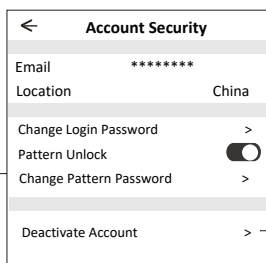 ← Account Security
Email ********
Location China
Change Login Password >
Pattern Unlock
Change Pattern Password >
Deactivate Account >